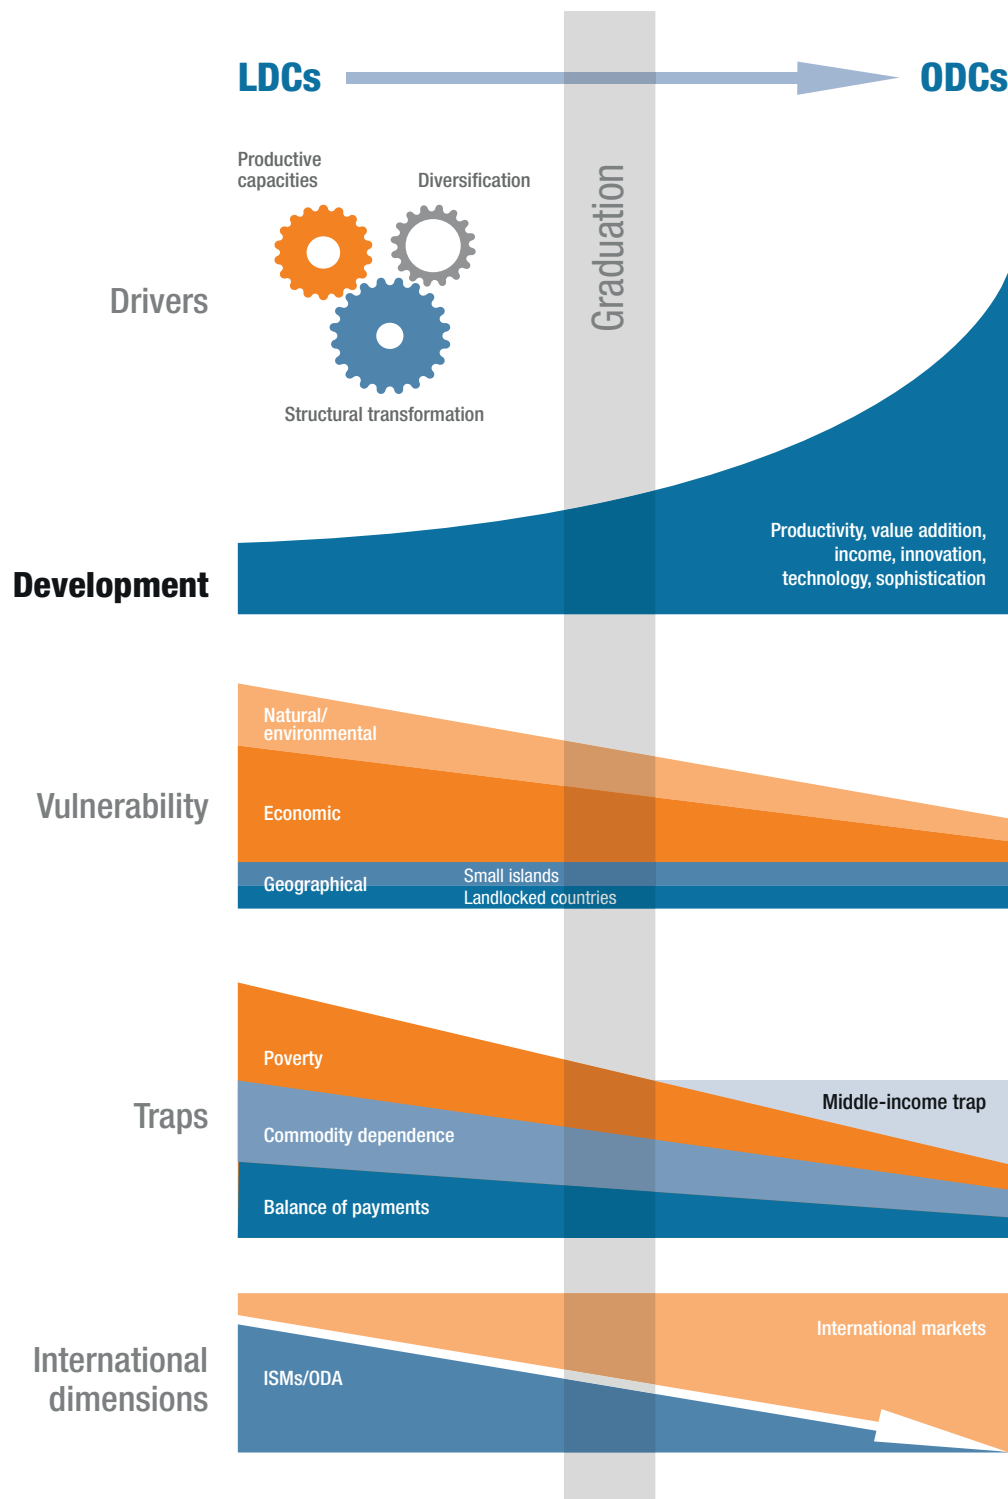 LDCs
ODCs
Productive
capacities
Diversification
Graduation
Drivers
Structural transformation
Productivity, value addition,
income, innovation,
technology, sophistication
Development
Natural/
environmental
Vulnerability
Economic
Geographical
Small islands
Landlocked countries
Poverty
Middle-income trap
Traps
Commodity dependence
Balance of payments
International markets
International
dimensions
ISMs/ODA